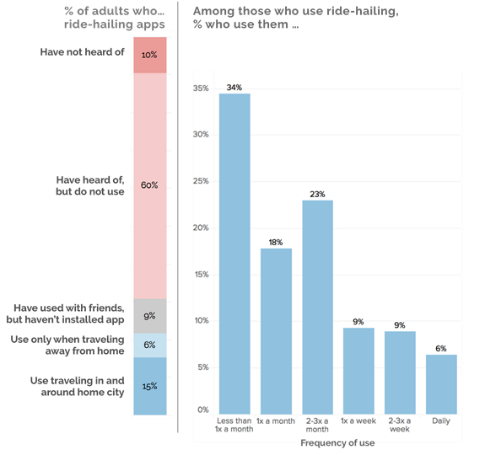 % of adults who...
ride-hailing apps
Have not heard of
10%
Have heard of,
but do not use
60%
Have used with friends,
but haven't installed app
9%
Use only when traveling
away from home
6%
Use traveling in and
around home city
15%
Among those who use ride-hailing,
% who use them ...
35%
30%
25%
20%
15%
10%
5%
0%
34%
18%
23%
9%
9%
6%
Less than
1x a month
1x a month
2-3x a
month
1x a week
2-3x a
week
Daily
Frequency of use